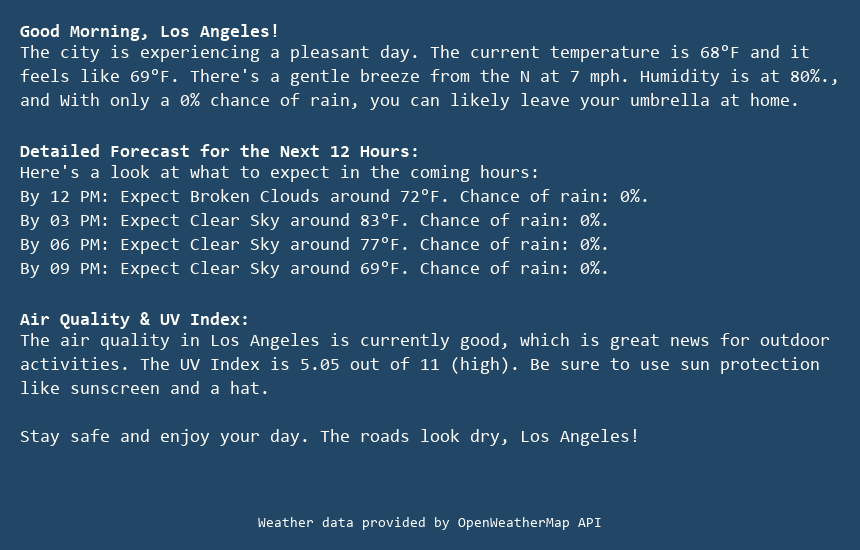 Good Morning, Los Angeles!
The city is experiencing a pleasant day. The current temperature is 68°F and it
feels like 69°F. There's a gentle breeze from the N at 7 mph. Humidity is at 80%.,
and With only a 0% chance of rain, you can likely leave your umbrella at home.
Detailed Forecast for the Next 12 Hours:
Here's a look at what to expect in the coming hours:
By 12 PM: Expect Broken Clouds around 72°F. Chance of rain: 0%.
By 03 PM: Expect Clear Sky around 83°F. Chance of rain: 0%.
By 06 PM: Expect Clear Sky around 77°F. Chance of rain: 0%.
By 09 PM: Expect Clear Sky around 69°F. Chance of rain: 0%.
Air Quality & UV Index:
The air quality in Los Angeles is currently good, which is great news for outdoor
activities. The UV Index is 5.05 out of 11 (high). Be sure to use sun protection
like sunscreen and a hat.
Stay safe and enjoy your day. The roads look dry, Los Angeles!
Weather data provided by OpenWeatherMap API